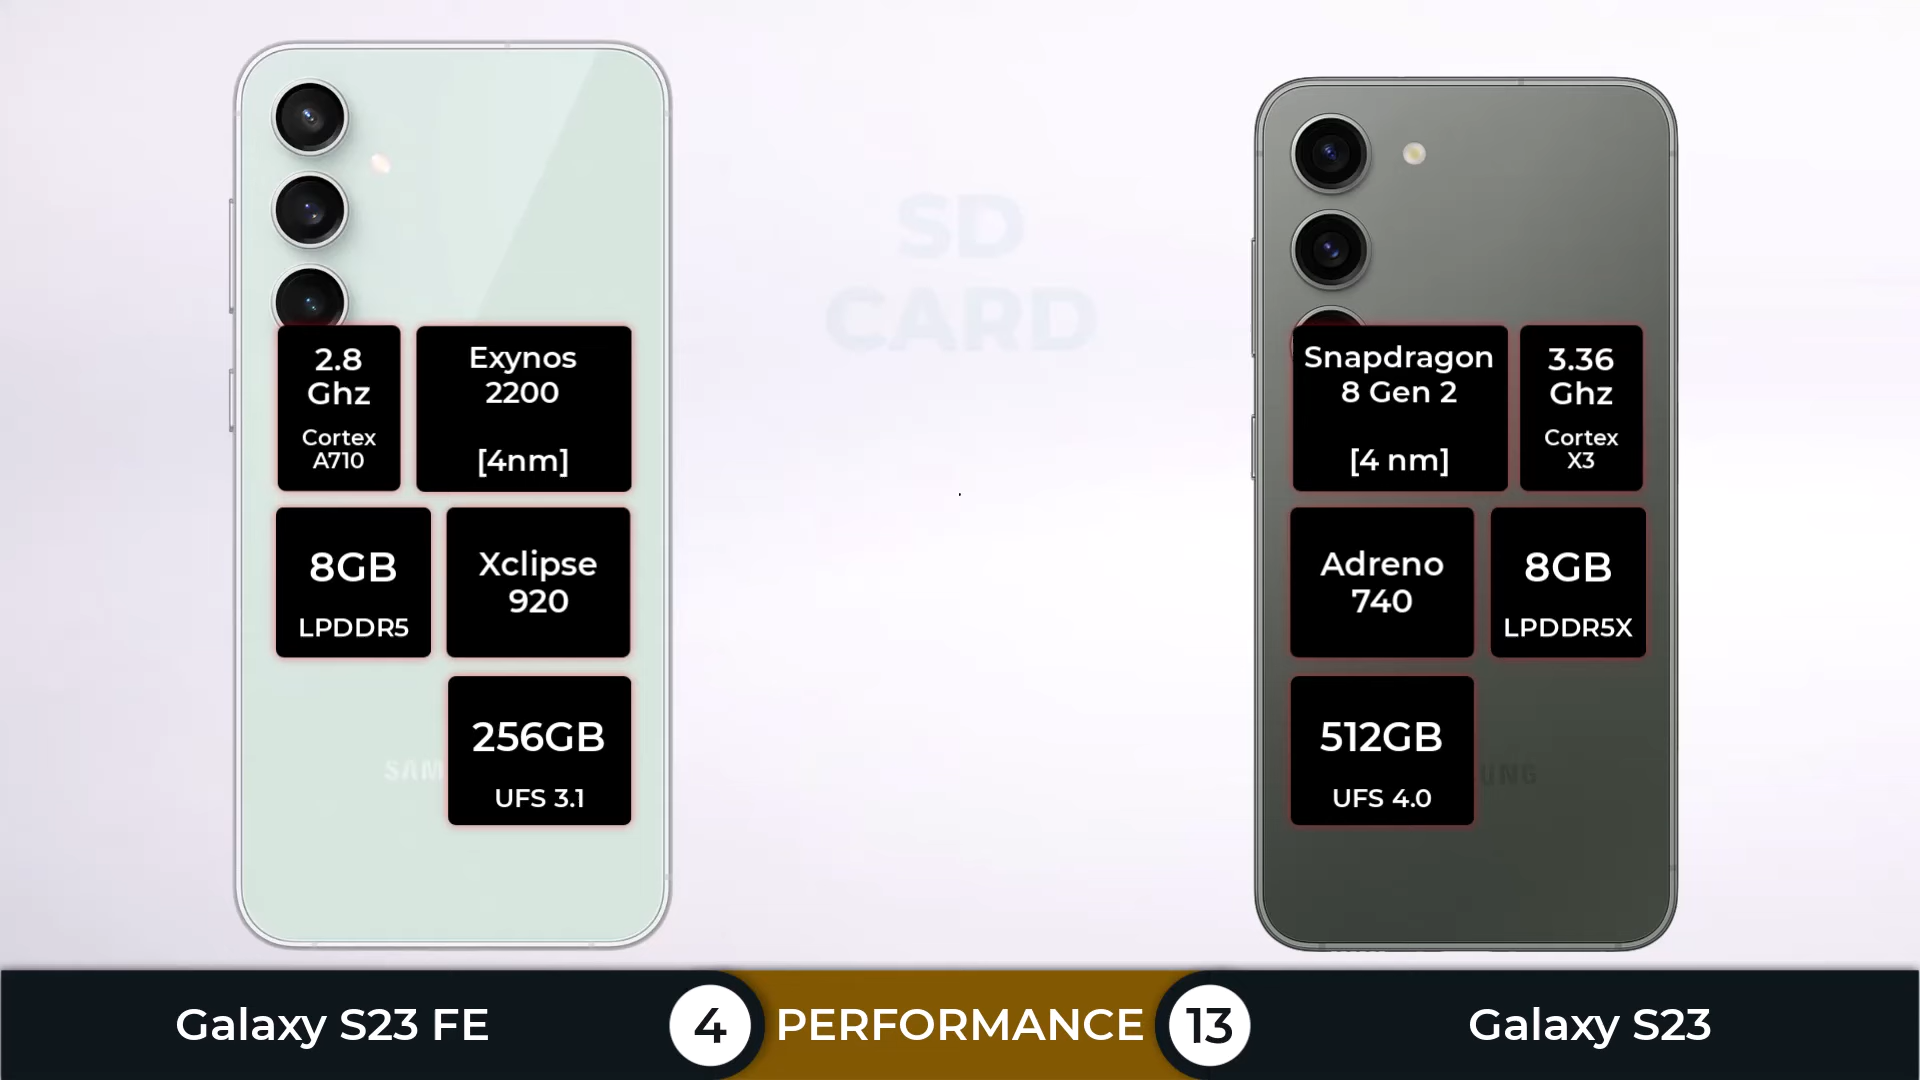 SD
CARD
2.8
Ghz
Cortex
A710
Exynos
2200
[4nm]
8GB
LPDDR5
Xclipse
920
256GB
UFS 3.1
SAM
Snapdragon
8 Gen 2
[4 nm]
3.36
Ghz
Cortex
X3
Adreno
740
8GB
LPDDR5X
512GB
UFS 4.0
UNG
Galaxy S23 FE
4
PERFORMANCE
13
Galaxy S23